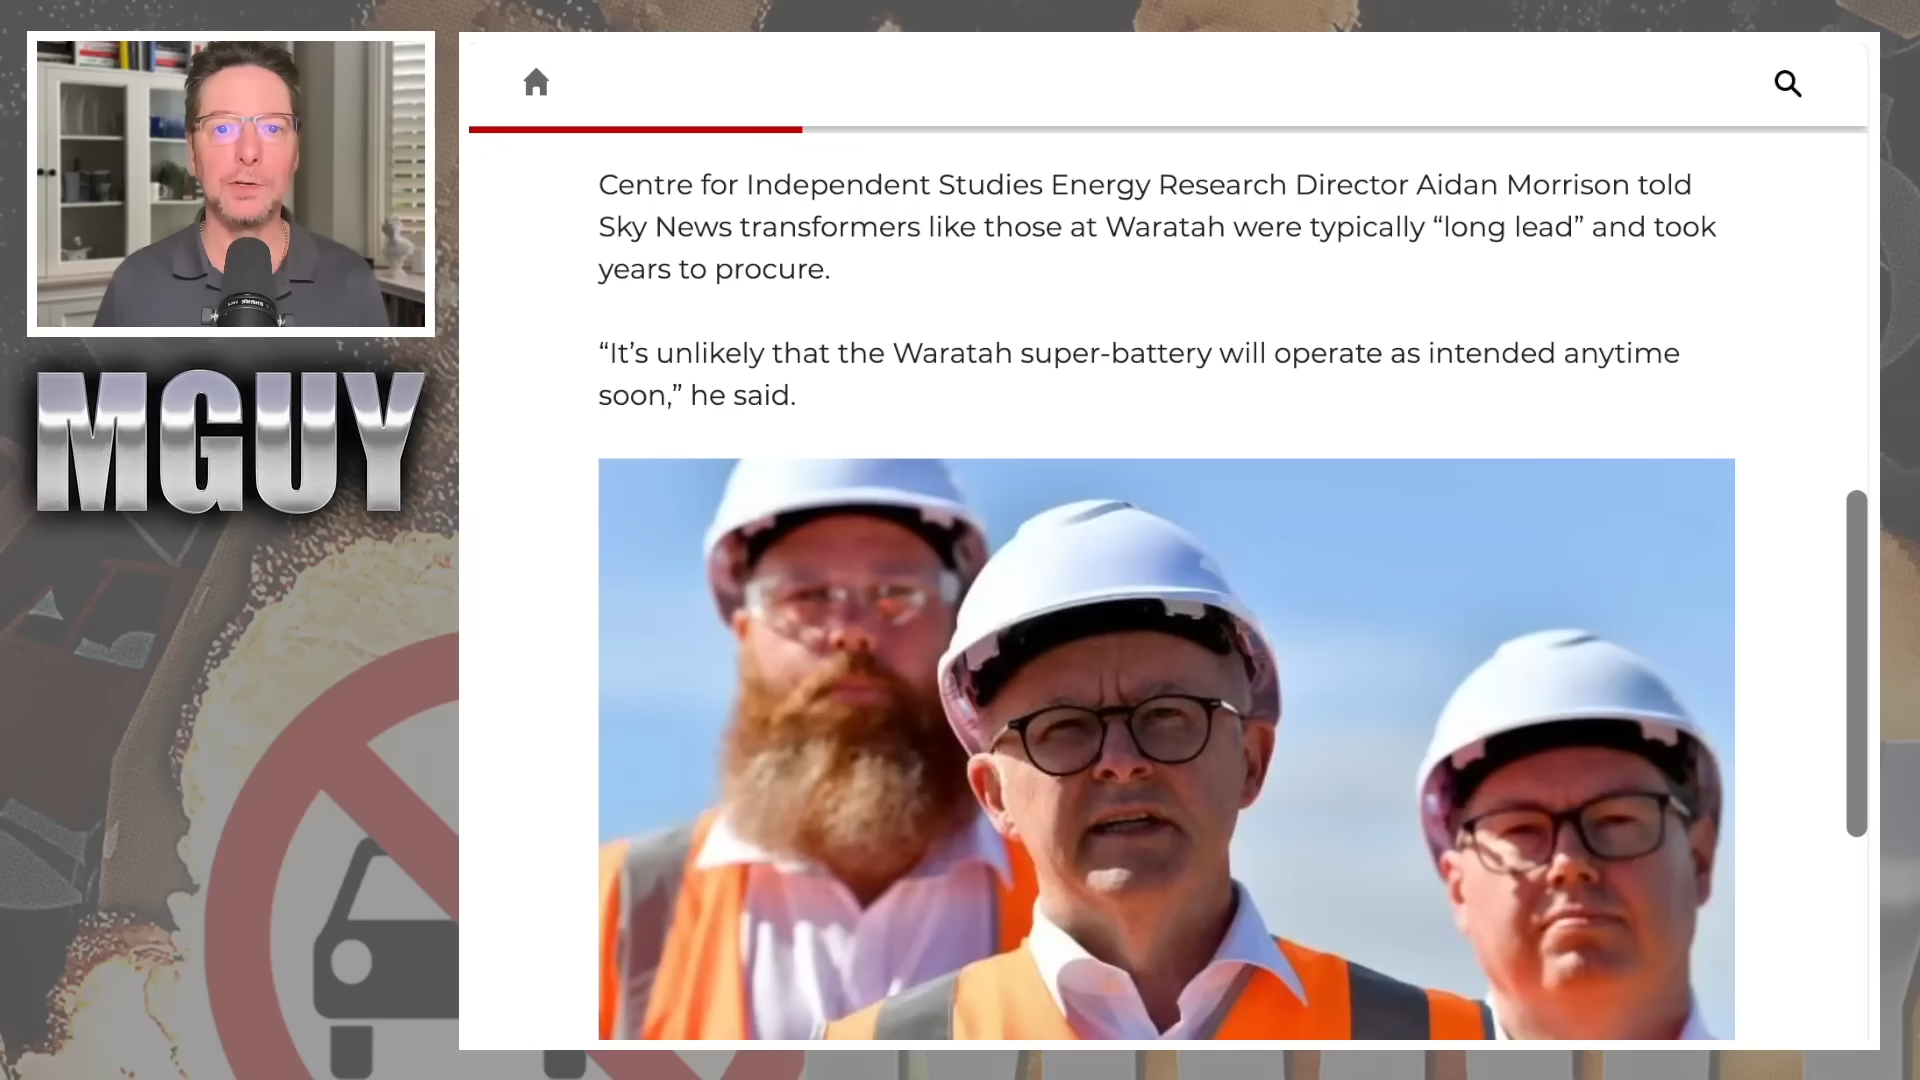 MGUY
Centre for Independent Studies Energy Research Director Aidan Morrison told
Sky News transformers like those at Waratah were typically “long lead” and took
years to procure.
“It’s unlikely that the Waratah super-battery will operate as intended anytime
soon,” he said.